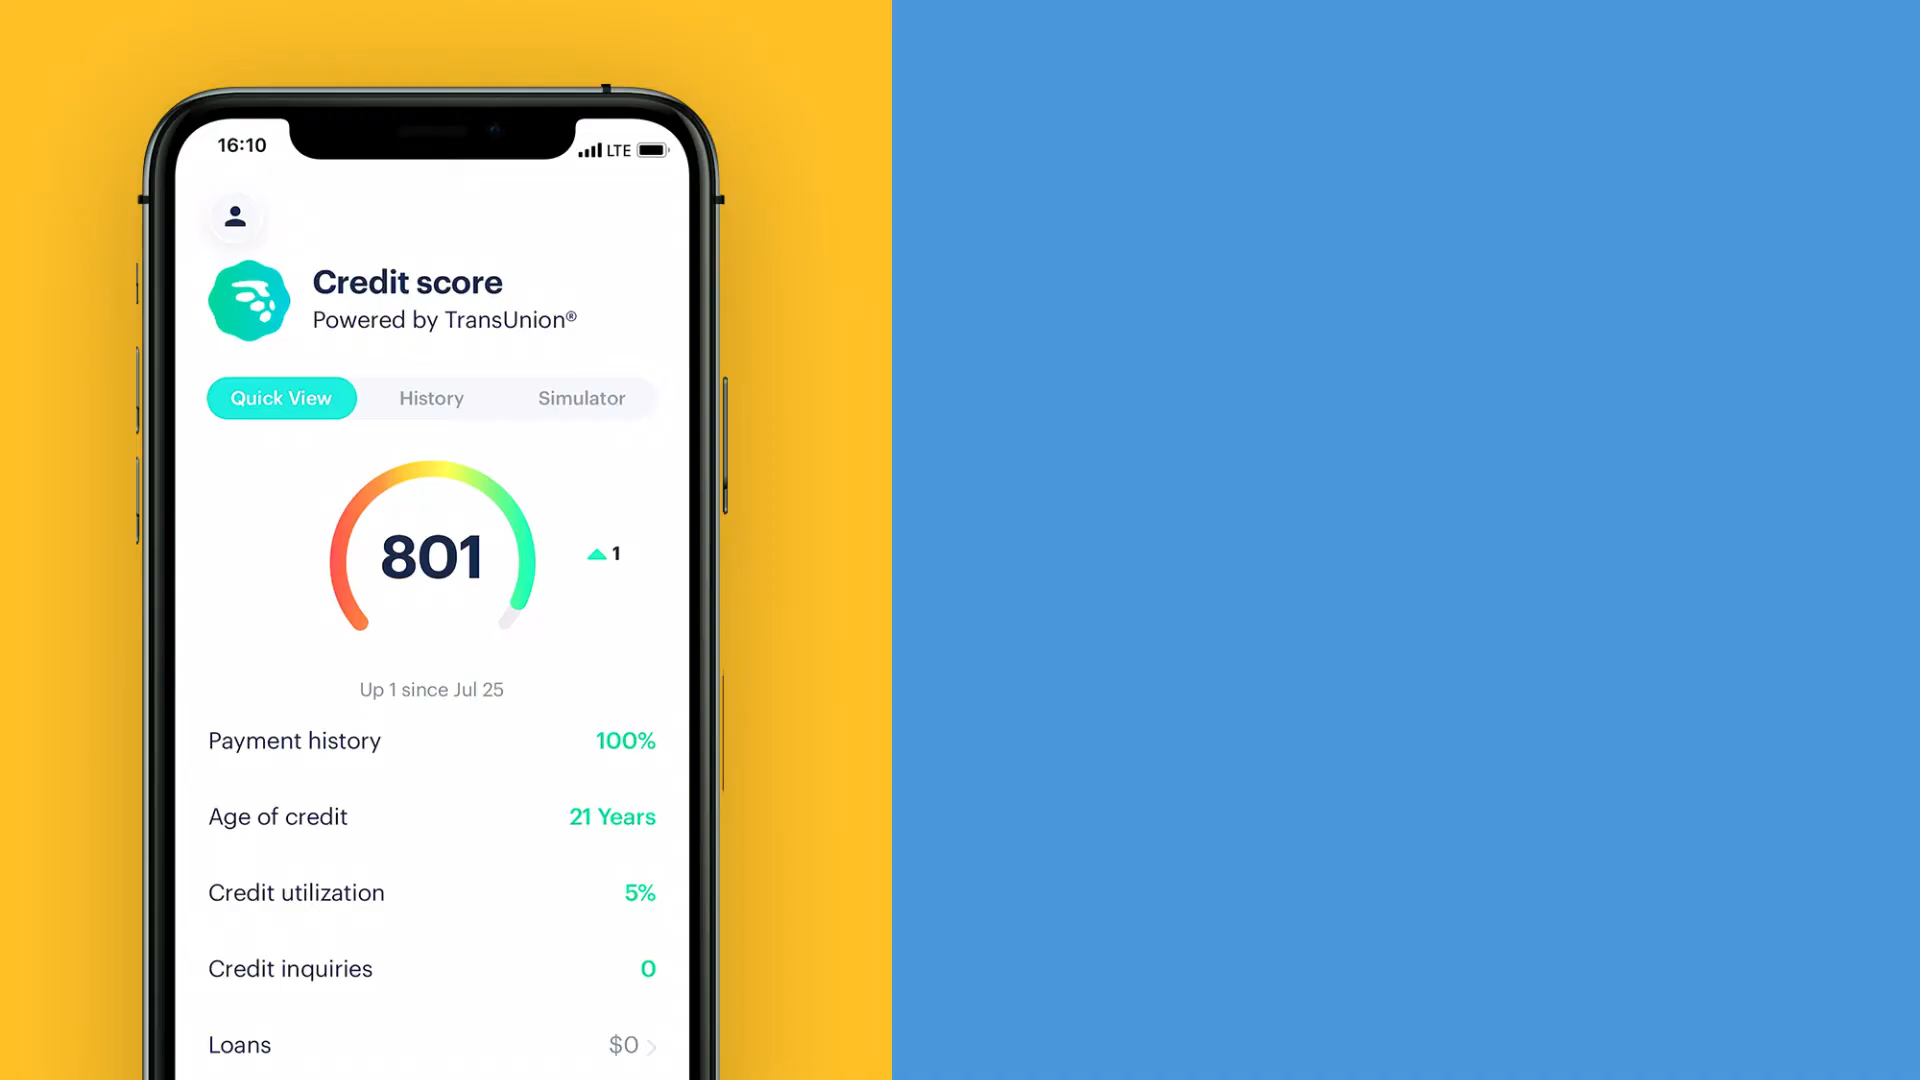 16:10 LTE
Credit score
Powered by TransUnion®
Quick View History Simulator
801
1
Up 1 since Jul 25
Payment history 100%
Age of credit 21 Years
Credit utilization 5%
Credit inquiries 0
Loans $0